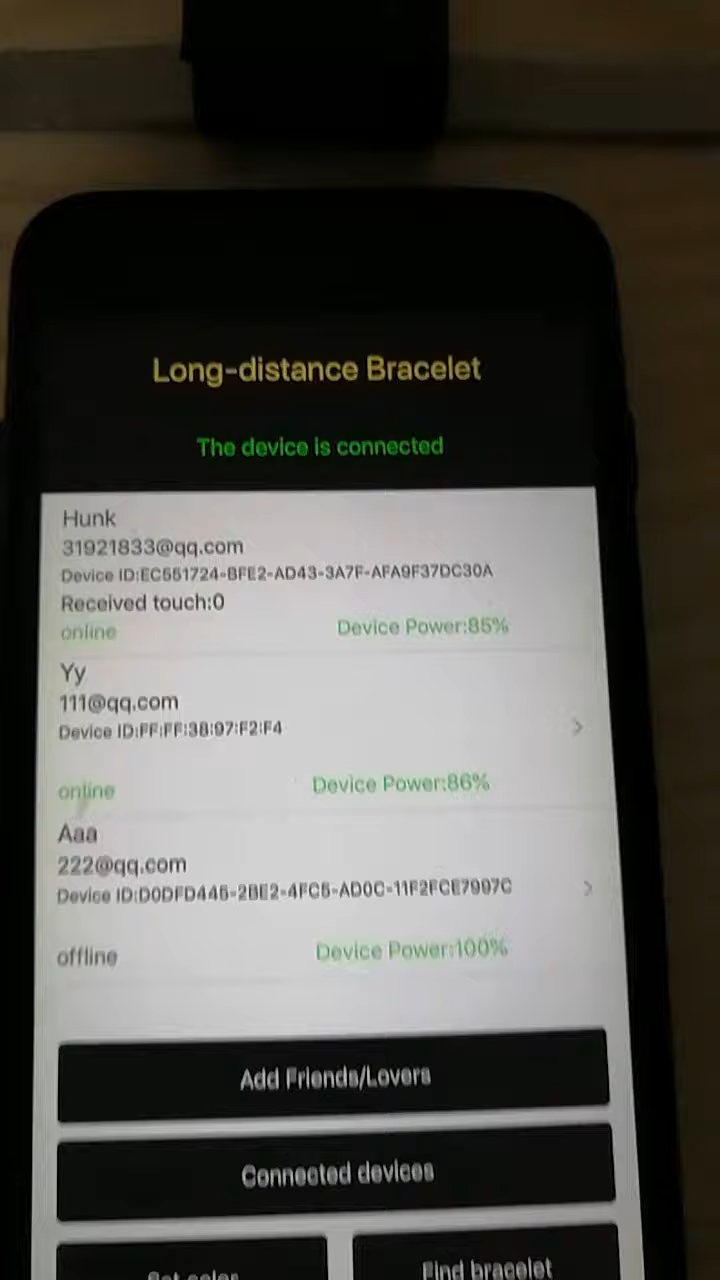 Long-distance Bracelet
The device is connected
Hunk
31921833@qq.com
Device ID:EC551724-BFE2-AD43-3A7F-AFA9F37DC30A
Received touch:0
online Device Power:85%
Yy
111@qq.com
Device ID:FF:FF:38:97:F2:F4
online Device Power:86%
Aaa
222@qq.com
Device ID:D0DFD445-2BE2-4FC5-AD0C-11F2FCE7997C
offline Device Power:100%
Add Friends/Lovers
Connected devices
Set color Find bracelet